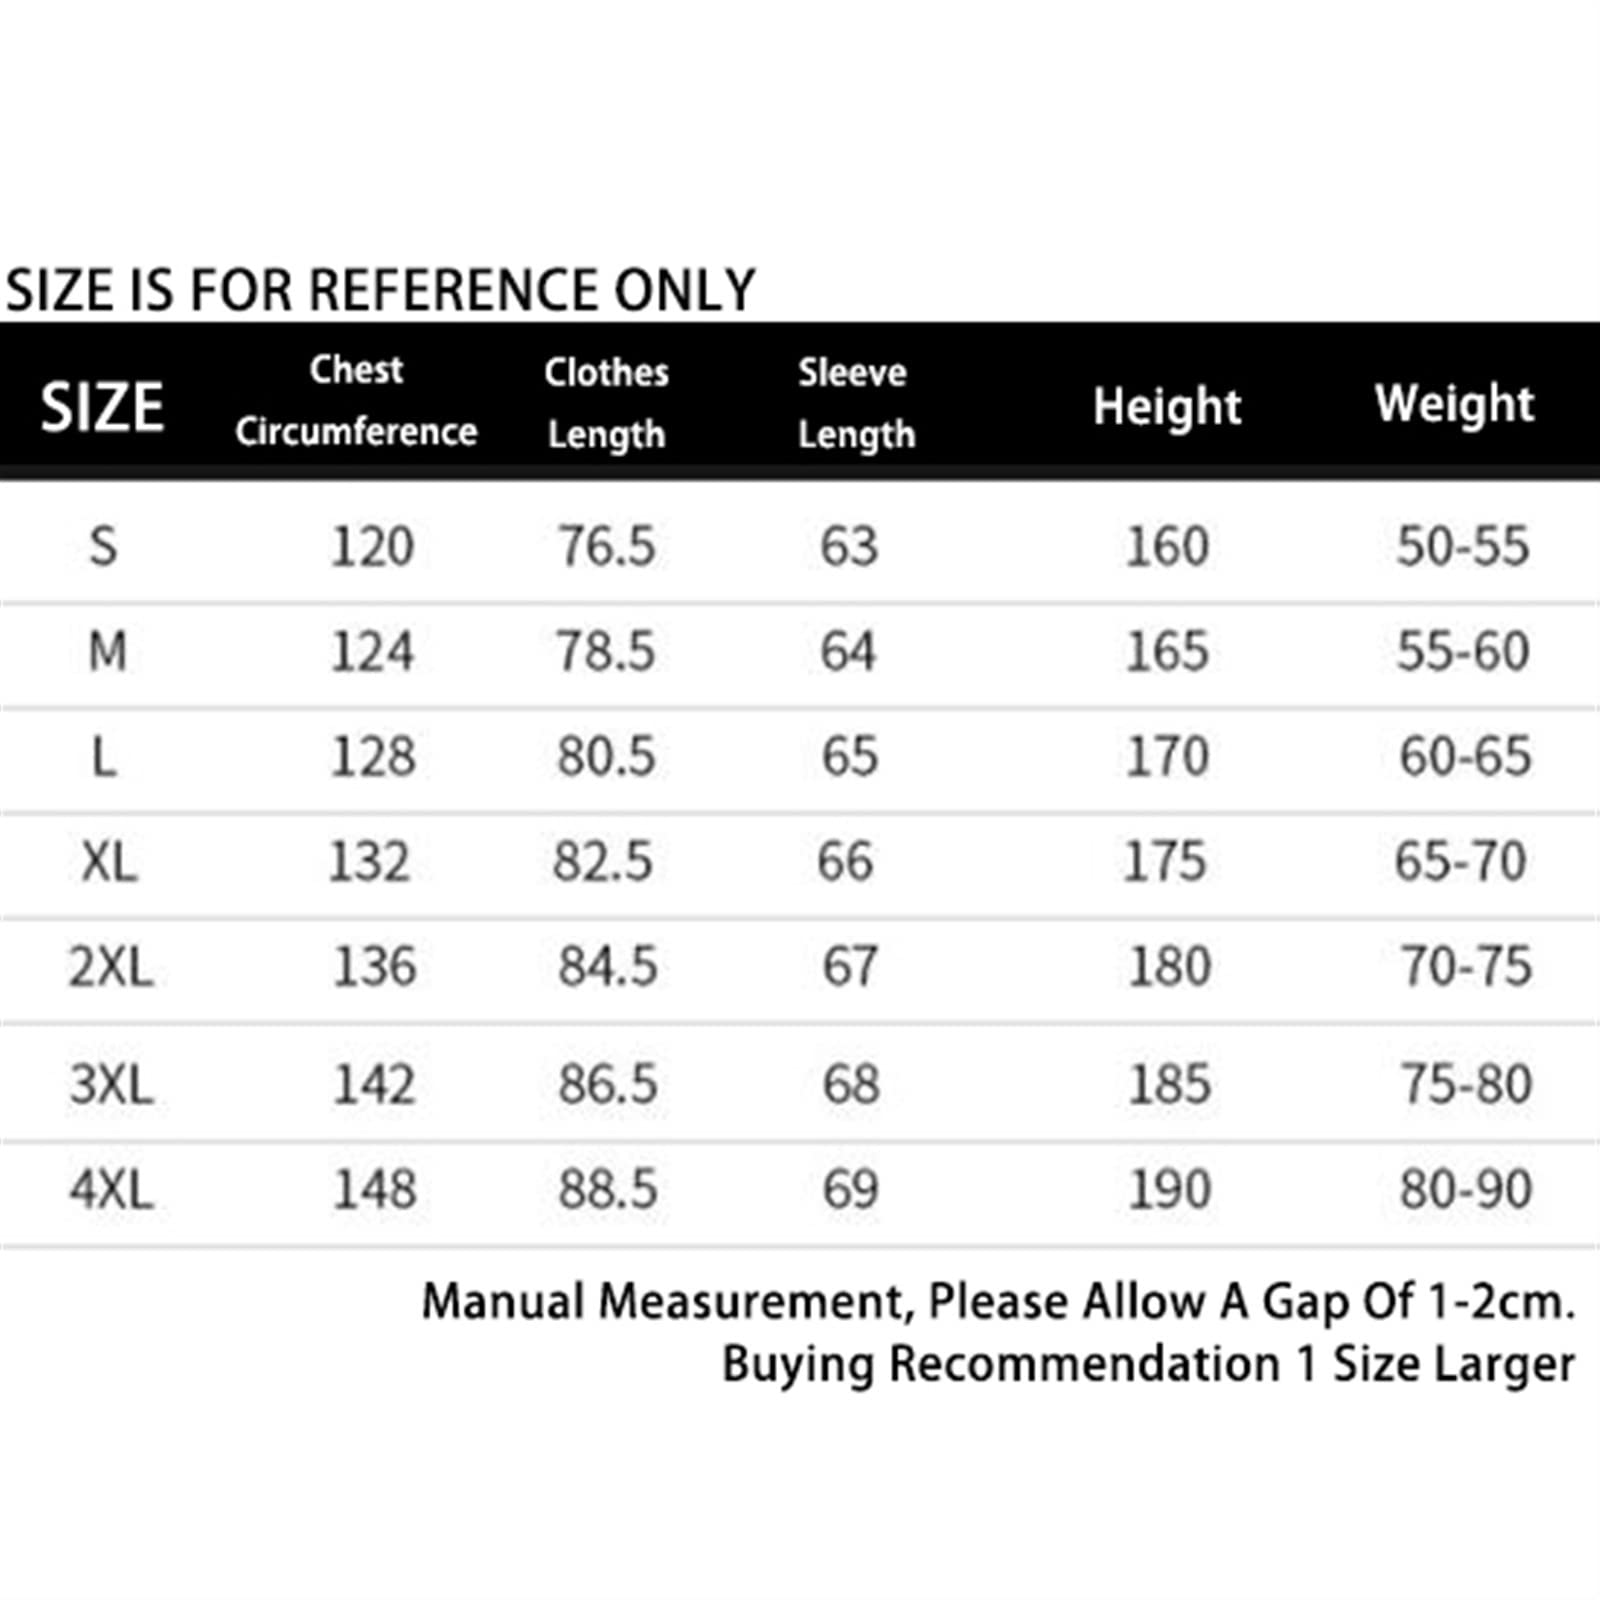 SIZE IS FOR REFERENCE ONLY
SIZE Chest Circumference Clothes Length Sleeve Length Height Weight
S 120 76.5 63 160 50-55
M 124 78.5 64 165 55-60
L 128 80.5 65 170 60-65
XL 132 82.5 66 175 65-70
2XL 136 84.5 67 180 70-75
3XL 142 86.5 68 185 75-80
4XL 148 88.5 69 190 80-90
Manual Measurement, Please Allow A Gap Of 1-2cm.
Buying Recommendation 1 Size Larger